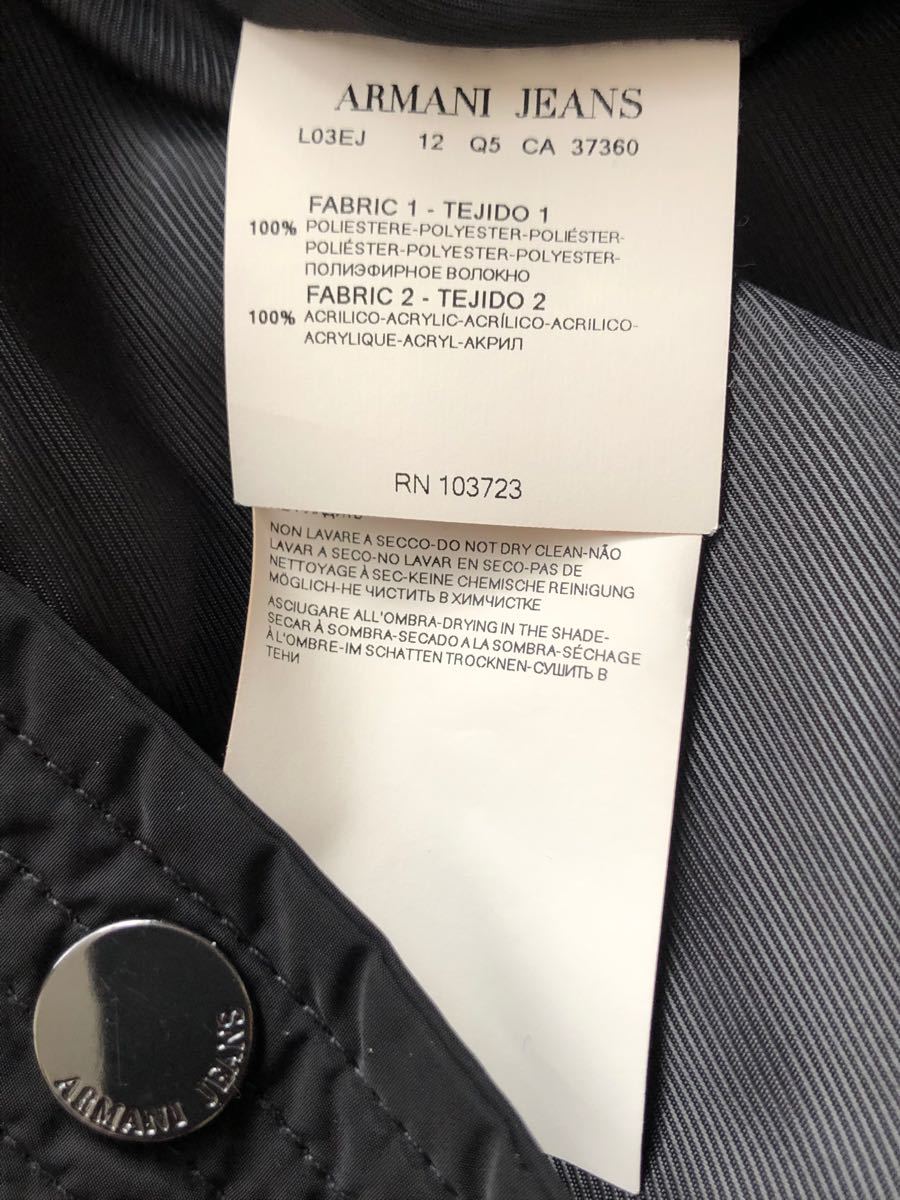 ARMANI JEANS
L03EJ 12 Q5 CA 37360
FABRIC 1 - TEJIDO 1
100% POLIESTERE-POLYESTER-POLIÉSTER-
POLIÉSTER-POLYESTER-POLYESTER-
ПОЛИЭФИРНОЕ ВОЛОКНО
FABRIC 2 - TEJIDO 2
100% ACRILICO-ACRYLIC-ACRÍLICO-ACRILICO-
ACRYLIQUE-ACRYL-АКРИЛ
RN 103723
NON LAVARE A SECCO-DO NOT DRY CLEAN-NÃO
LAVAR A SECO-NO LAVAR EN SECO-PAS DE
NETTOYAGE À SEC-KEINE CHEMISCHE REINIGUNG
MÖGLICH-НЕ ЧИСТИТЬ В ХИМЧИСТКЕ
ASCIUGARE ALL'OMBRA-DRYING IN THE SHADE-
SECAR À SOMBRA-SECADO A LA SOMBRA-SÉCHAGE
À L'OMBRE-IM SCHATTEN TROCKNEN-СУШИТЬ В
ТЕНИ
ARMANI JEANS